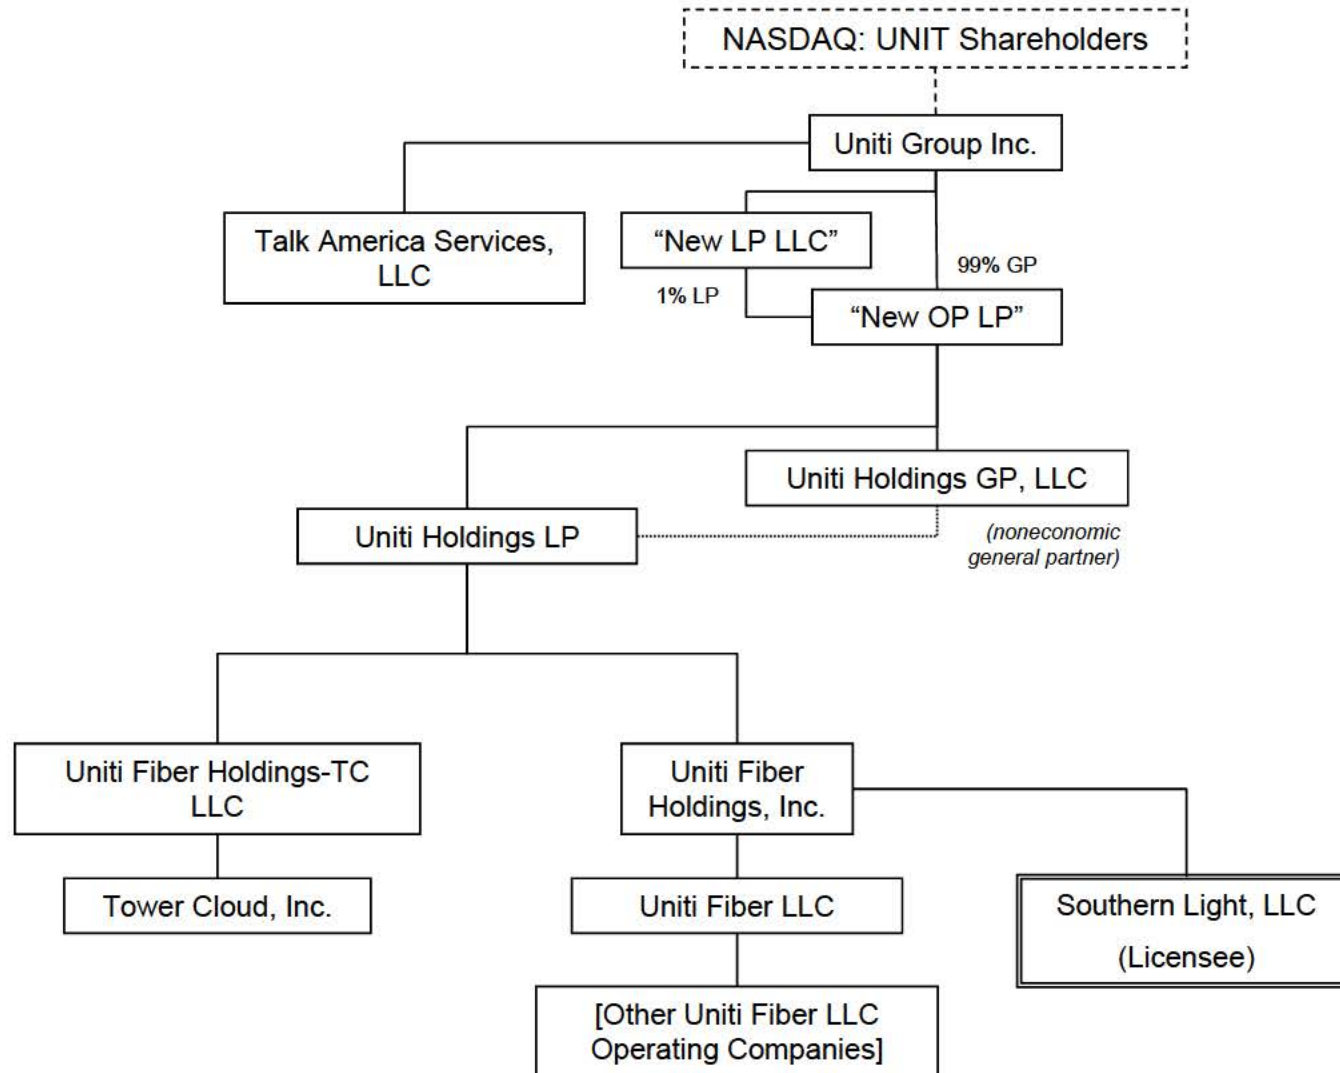 NASDAQ: UNIT Shareholders
Uniti Group Inc.
Talk America Services,
LLC
“New LP LLC”
99% GP
1% LP
“New OP LP”
Uniti Holdings GP, LLC
Uniti Holdings LP
(noneconomic
general partner)
Uniti Fiber Holdings-TC
LLC
Uniti Fiber
Holdings, Inc.
Tower Cloud, Inc.
Uniti Fiber LLC
Southern Light, LLC
(Licensee)
[Other Uniti Fiber LLC
Operating Companies]